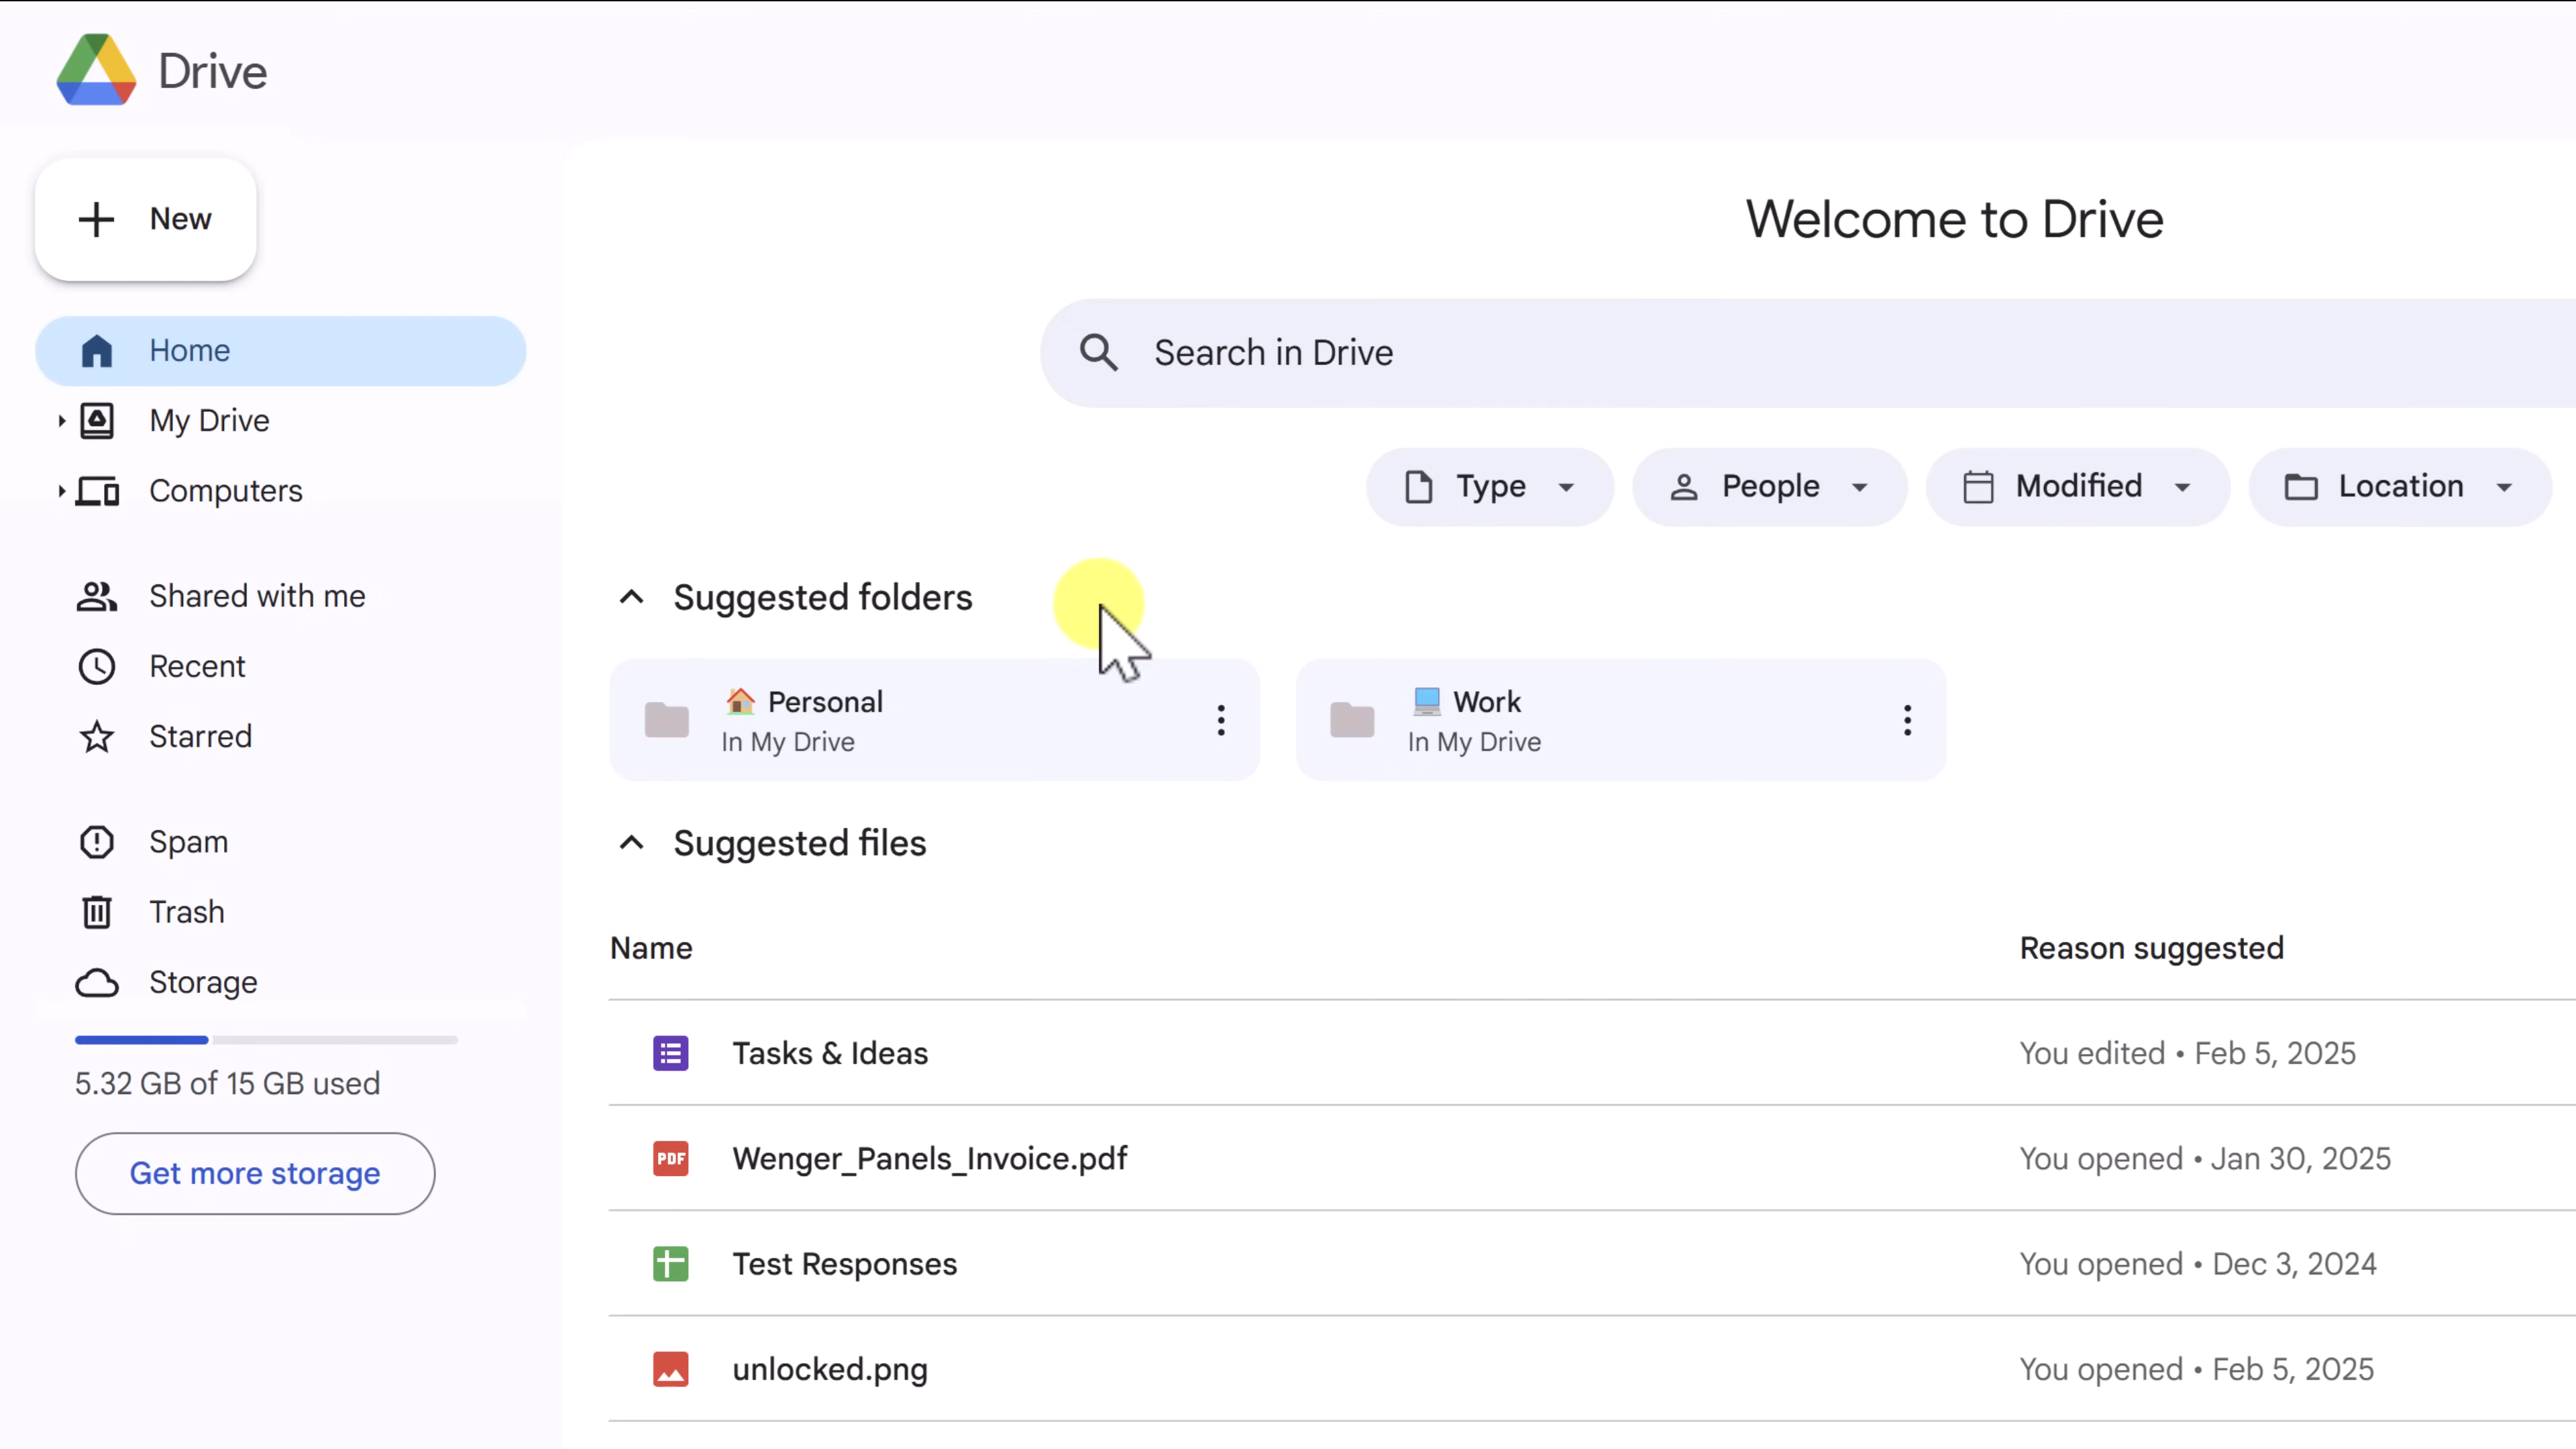 Drive
New
Home
My Drive
Computers
Shared with me
Recent
Starred
Spam
Trash
Storage
5.32 GB of 15 GB used
Get more storage
Welcome to Drive
Search in Drive
Type People Modified Location
Suggested folders
Personal
In My Drive
Work
In My Drive
Suggested files
Name Reason suggested
Tasks & Ideas You edited • Feb 5, 2025
PDF Wenger_Panels_Invoice.pdf You opened • Jan 30, 2025
Test Responses You opened • Dec 3, 2024
unlocked.png You opened • Feb 5, 2025